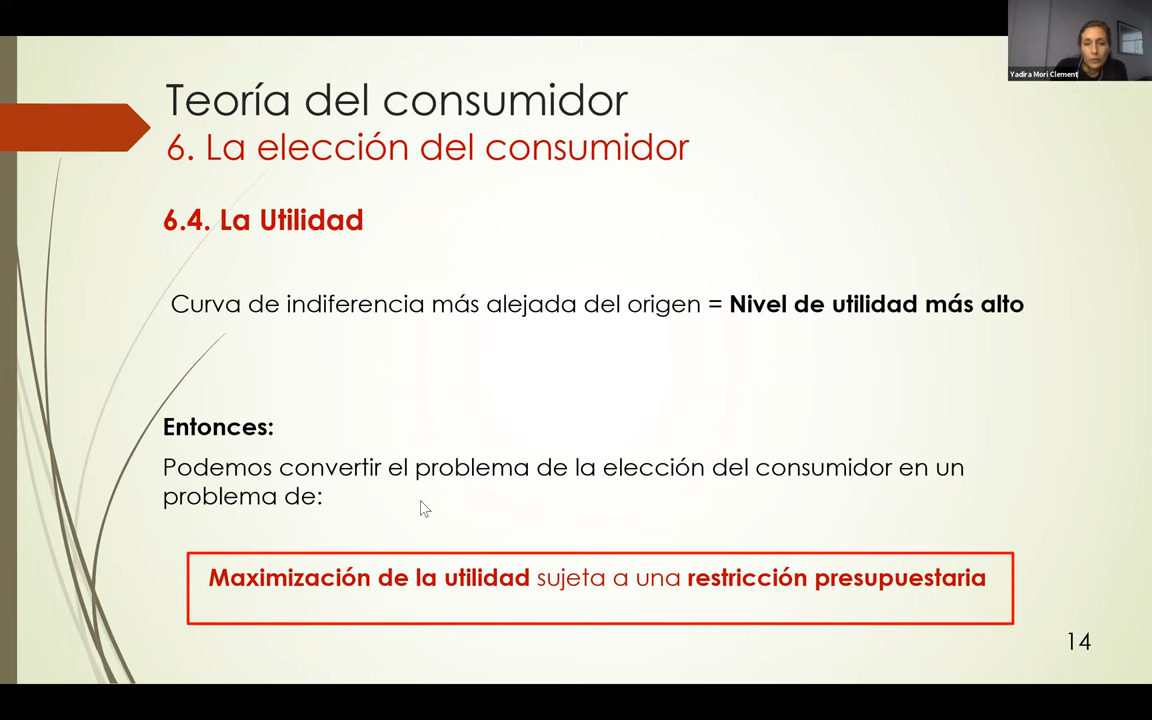 Yadira Mori Clement
Teoría del consumidor
6. La elección del consumidor
6.4. La Utilidad
Curva de indiferencia más alejada del origen = Nivel de utilidad más alto
Entonces:
Podemos convertir el problema de la elección del consumidor en un
problema de:
Maximización de la utilidad sujeta a una restricción presupuestaria
14